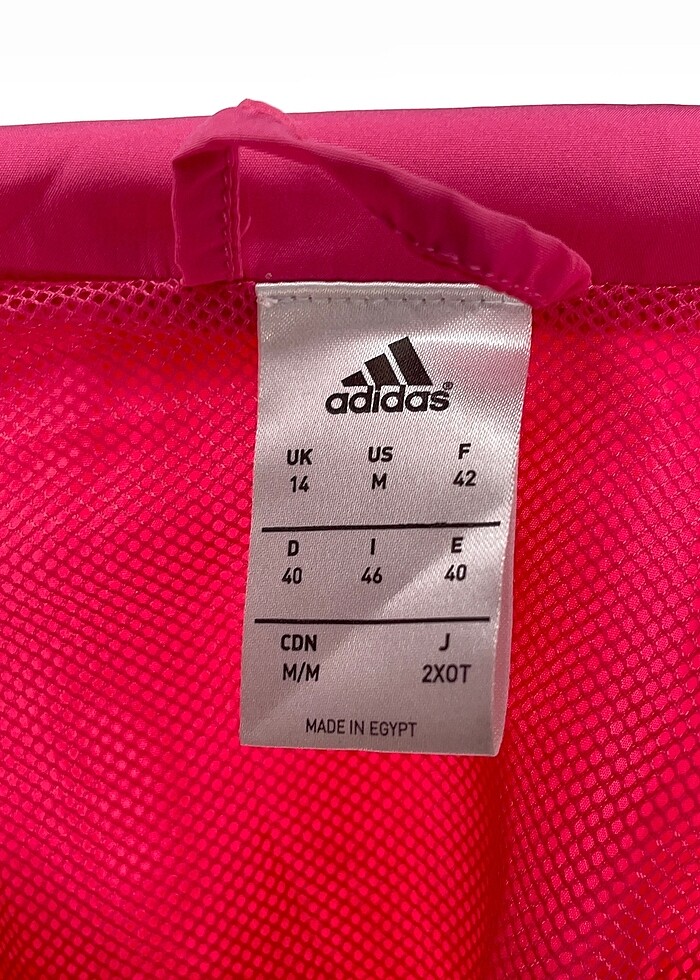 adidas®
UK US F
14 M 42
D I E
40 46 40
CDN J
M/M 2XOT
MADE IN EGYPT